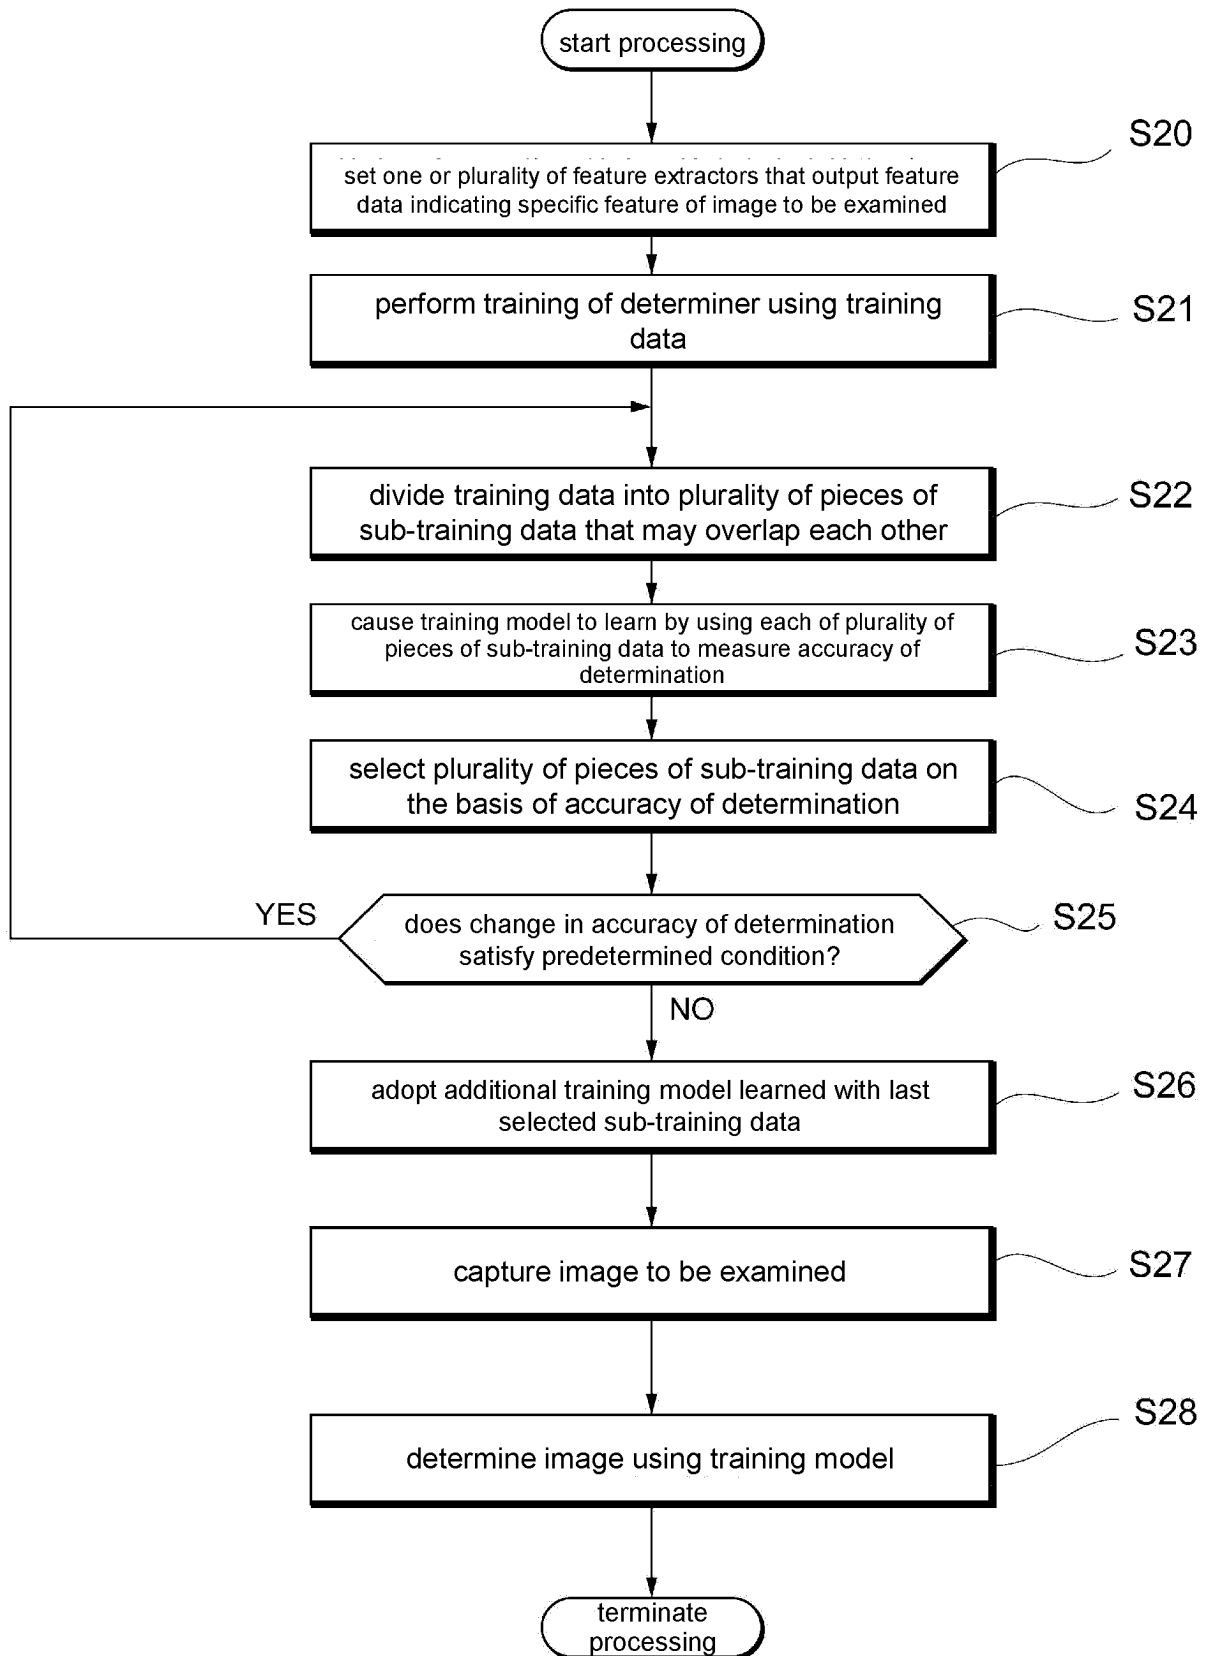 start processing
S20
set one or plurality of feature extractors that output feature
data indicating specific feature of image to be examined
perform training of determiner using training
data
S21
divide training data into plurality of pieces of
sub-training data that may overlap each other
S22
cause training model to learn by using each of plurality of
pieces of sub-training data to measure accuracy of
determination
S23
select plurality of pieces of sub-training data on
the basis of accuracy of determination
S24
YES
does change in accuracy of determination
satisfy predetermined condition?
S25
NO
adopt additional training model learned with last
selected sub-training data
S26
capture image to be examined
S27
determine image using training model
S28
terminate
processing